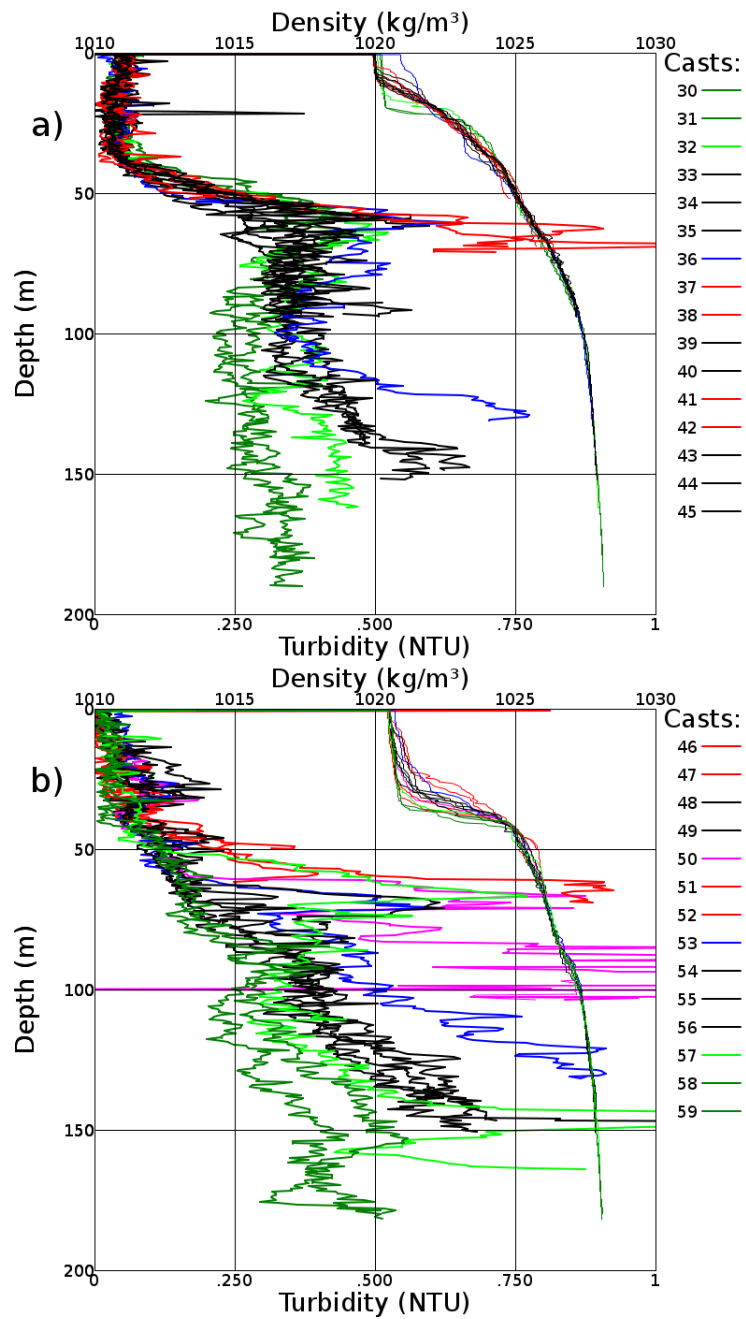 Density (kg/m³)
1010 1015 1020 1025 1030
0
50
100
150
200
Depth (m)
a)
0 .250 .500 .750 1
Turbidity (NTU)
Casts:
30
31
32
33
34
35
36
37
38
39
40
41
42
43
44
45
Density (kg/m³)
1010 1015 1020 1025 1030
0
50
100
150
200
Depth (m)
b)
0 .250 .500 .750 1
Turbidity (NTU)
Casts:
46
47
48
49
50
51
52
53
54
55
56
57
58
59